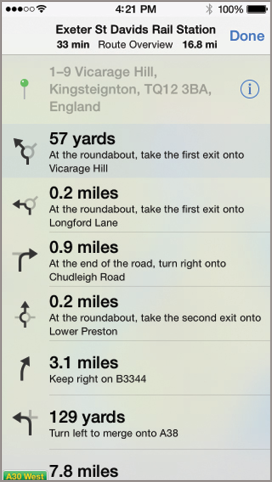 4:21 PM 100%
Exeter St Davids Rail Station
33 min Route Overview 16.8 mi
Done
1–9 Vicarage Hill,
Kingsteignton, TQ12 3BA,
England
57 yards
At the roundabout, take the first exit onto
Vicarage Hill
0.2 miles
At the roundabout, take the first exit onto
Longford Lane
0.9 miles
At the end of the road, turn right onto
Chudleigh Road
0.2 miles
At the roundabout, take the second exit onto
Lower Preston
3.1 miles
Keep right on B3344
129 yards
Turn left to merge onto A38
7.8 miles
A30 West